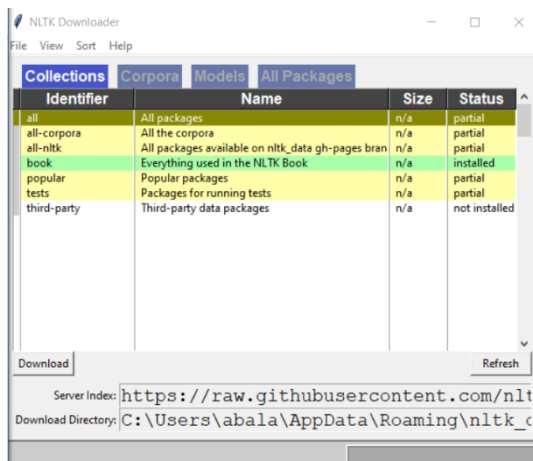 NLTK Downloader
File View Sort Help
Collections Corpora Models All Packages
Identifier Name Size Status
all All packages n/a partial
all-corpora All the corpora n/a partial
all-nltk All packages available on nltk_data gh-pages bran n/a partial
book Everything used in the NLTK Book n/a installed
popular Popular packages n/a partial
tests Packages for running tests n/a partial
third-party Third-party data packages n/a not installed
Download Refresh
Server Index: https://raw.githubusercontent.com/nlt
Download Directory: C:\Users\abala\AppData\Roaming\nltk_